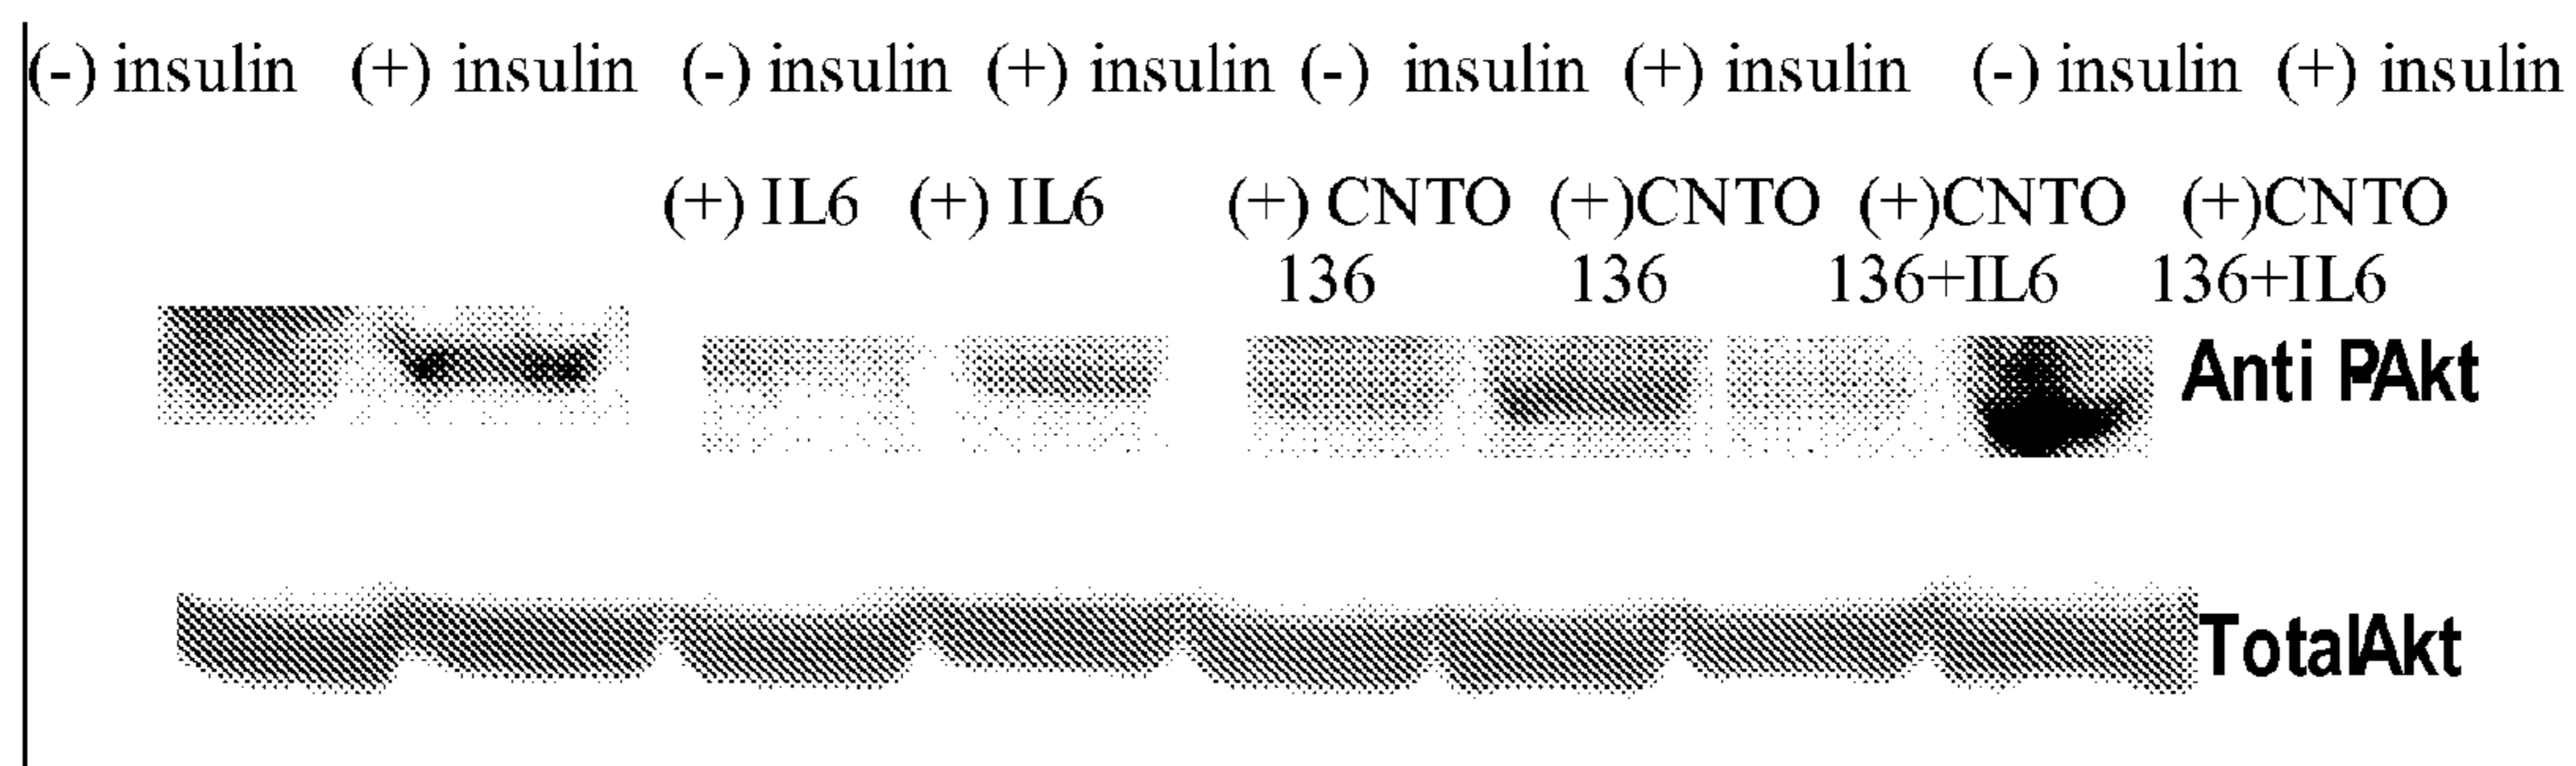 (-) insulin (+) insulin (-) insulin (+) insulin (-) insulin (+) insulin (-) insulin (+) insulin
(+) IL6 (+) IL6 (+) CNTO (+)CNTO (+)CNTO (+)CNTO
136 136 136+IL6 136+IL6
Anti PAkt
TotalAkt